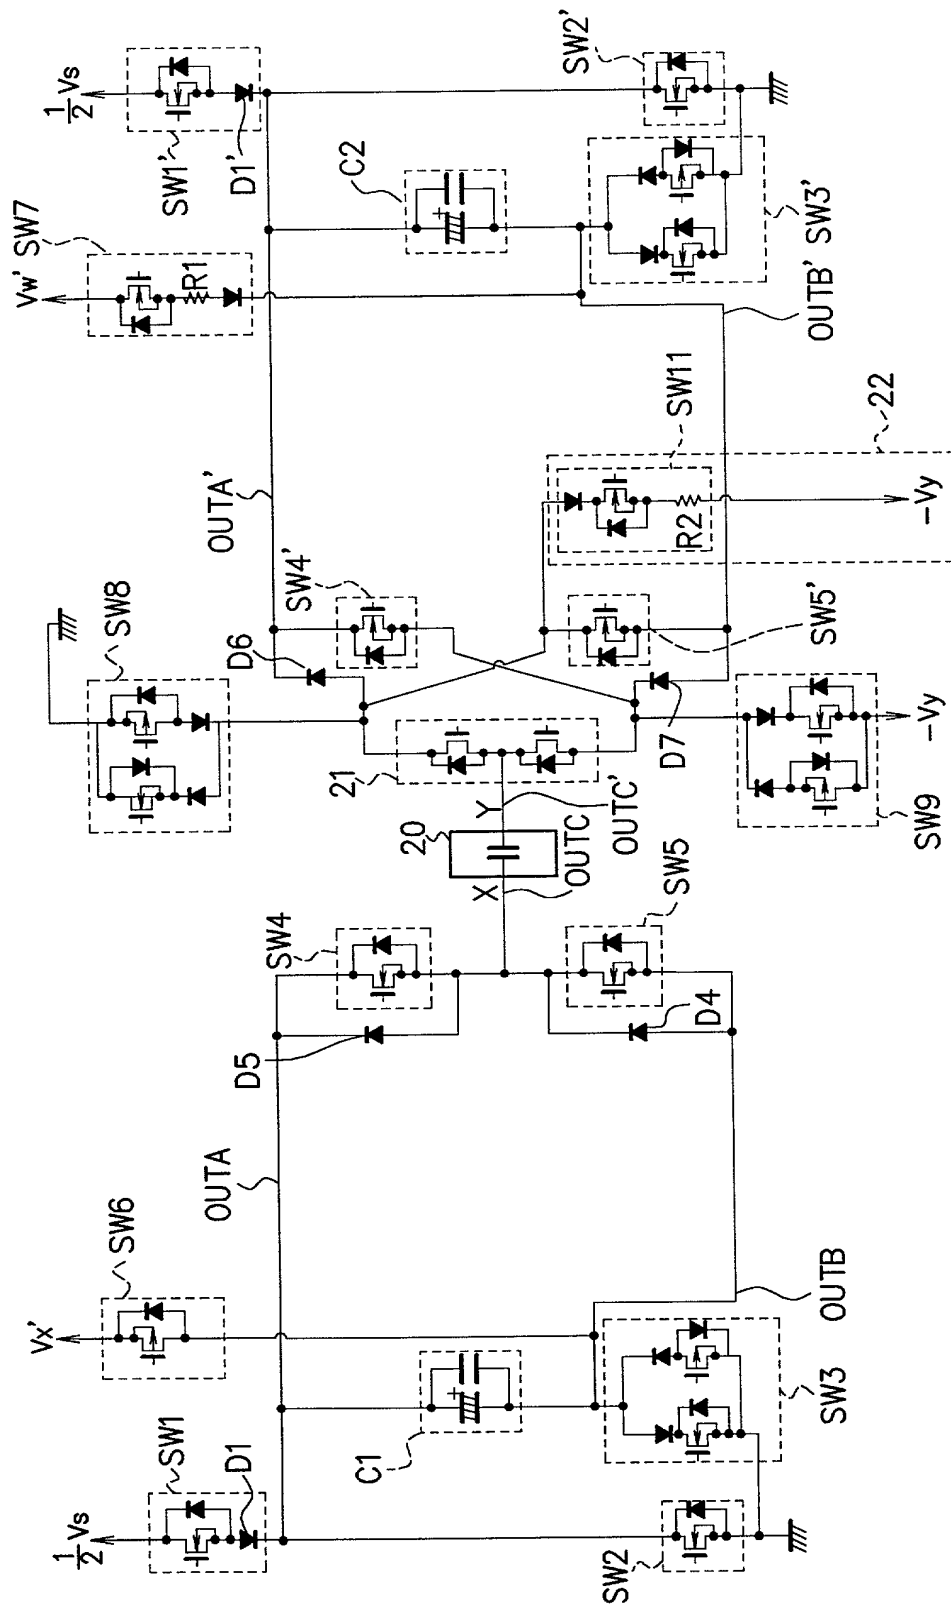 1/2 Vs
SW1
D1
SW2
Vx'
SW6
C1
SW3
OUTA
OUTB
D5
SW4
D4
SW5
X
OUTC
20
Y
OUTC'
21
SW8
SW9
-Vy
D6
D7
SW4'
SW5'
OUTA'
SW11
R2
22
-Vy
Vw'
SW7
R1
C2
OUTB'
SW3'
1/2 Vs
SW1'
D1'
SW2'